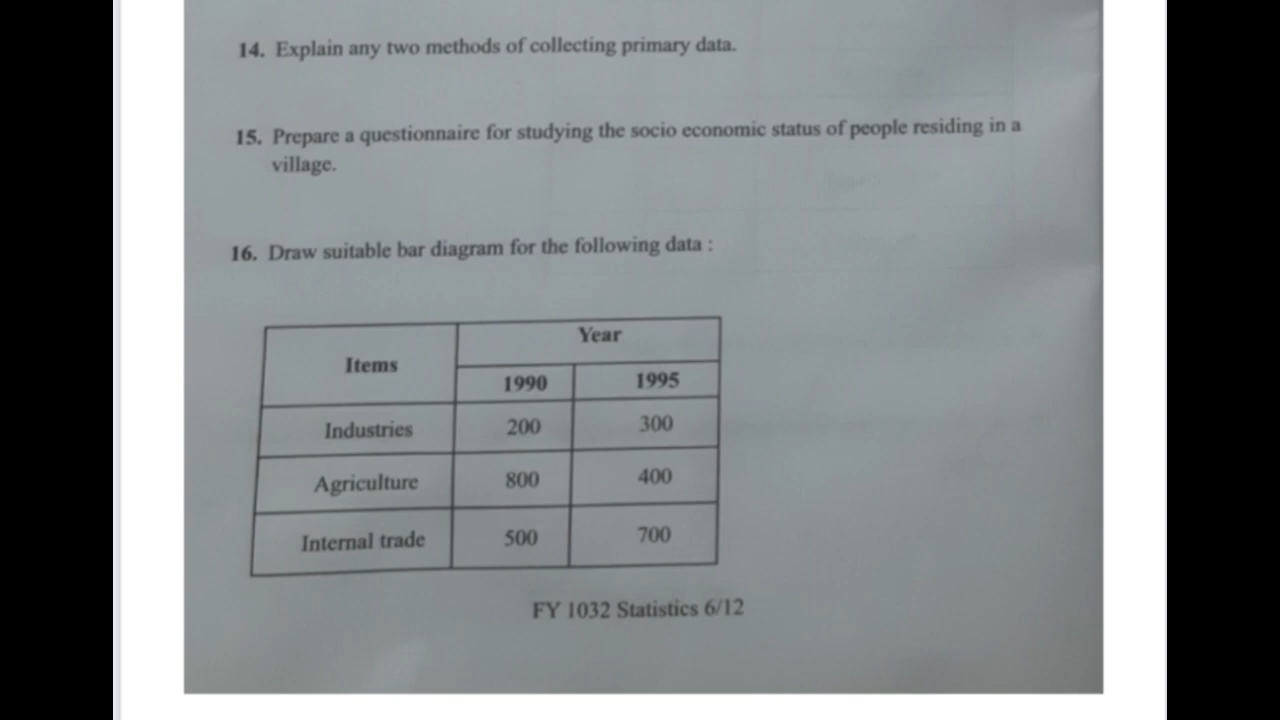 14. Explain any two methods of collecting primary data.
15. Prepare a questionnaire for studying the socio economic status of people residing in a
village.
16. Draw suitable bar diagram for the following data :
Items Year
1990 1995
Industries 200 300
Agriculture 800 400
Internal trade 500 700
FY 1032 Statistics 6/12